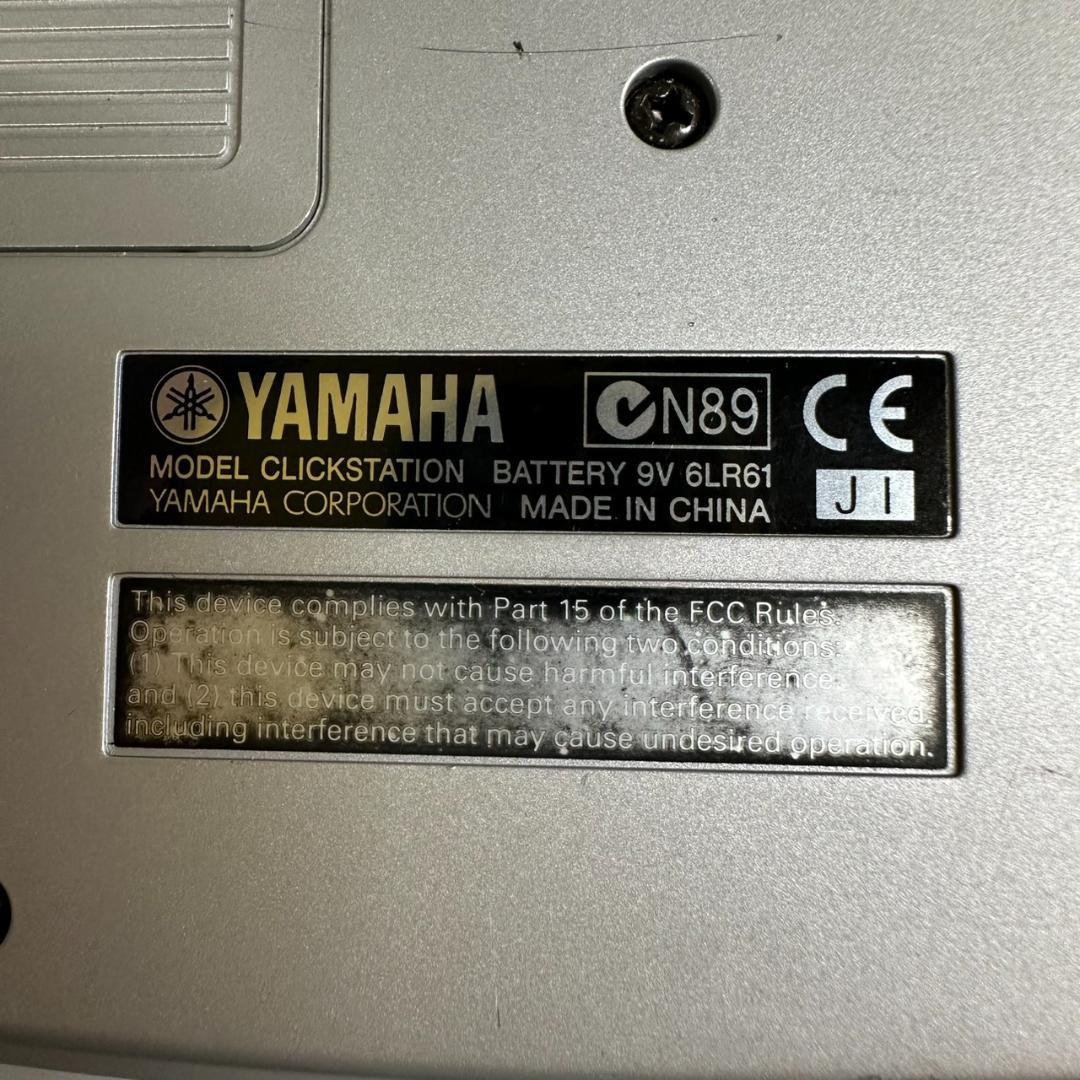 YAMAHA N89 CE
MODEL CLICKSTATION BATTERY 9V 6LR61
YAMAHA CORPORATION MADE IN CHINA JI
This device complies with Part 15 of the FCC Rules.
Operation is subject to the following two conditions:
(1) This device may not cause harmful interference,
and (2) this device must accept any interference received,
including interference that may cause undesired operation.